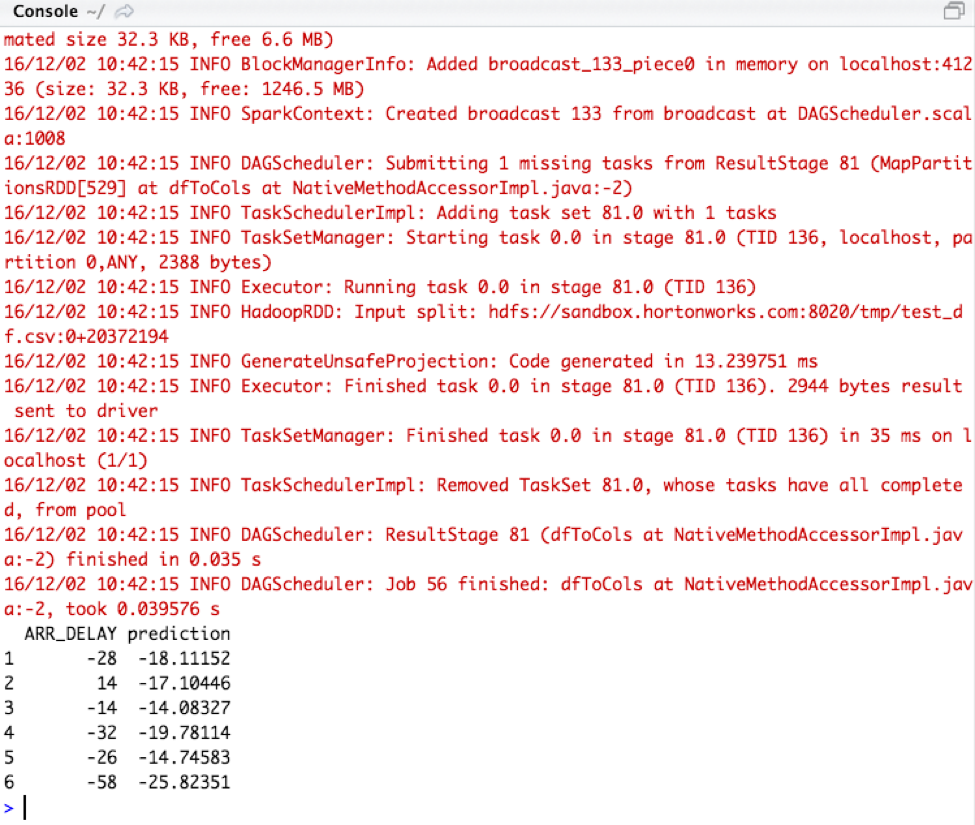 Console ~/
mated size 32.3 KB, free 6.6 MB)
16/12/02 10:42:15 INFO BlockManagerInfo: Added broadcast_133_piece0 in memory on localhost:412
36 (size: 32.3 KB, free: 1246.5 MB)
16/12/02 10:42:15 INFO SparkContext: Created broadcast 133 from broadcast at DAGScheduler.scal
a:1008
16/12/02 10:42:15 INFO DAGScheduler: Submitting 1 missing tasks from ResultStage 81 (MapPartit
ionsRDD[529] at dfToCols at NativeMethodAccessorImpl.java:-2)
16/12/02 10:42:15 INFO TaskSchedulerImpl: Adding task set 81.0 with 1 tasks
16/12/02 10:42:15 INFO TaskSetManager: Starting task 0.0 in stage 81.0 (TID 136, localhost, pa
rtition 0,ANY, 2388 bytes)
16/12/02 10:42:15 INFO Executor: Running task 0.0 in stage 81.0 (TID 136)
16/12/02 10:42:15 INFO HadoopRDD: Input split: hdfs://sandbox.hortonworks.com:8020/tmp/test_d
f.csv:0+20372194
16/12/02 10:42:15 INFO GenerateUnsafeProjection: Code generated in 13.239751 ms
16/12/02 10:42:15 INFO Executor: Finished task 0.0 in stage 81.0 (TID 136). 2944 bytes result
 sent to driver
16/12/02 10:42:15 INFO TaskSetManager: Finished task 0.0 in stage 81.0 (TID 136) in 35 ms on l
ocalhost (1/1)
16/12/02 10:42:15 INFO TaskSchedulerImpl: Removed TaskSet 81.0, whose tasks have all complete
d, from pool
16/12/02 10:42:15 INFO DAGScheduler: ResultStage 81 (dfToCols at NativeMethodAccessorImpl.jav
a:-2) finished in 0.035 s
16/12/02 10:42:15 INFO DAGScheduler: Job 56 finished: dfToCols at NativeMethodAccessorImpl.jav
a:-2, took 0.039576 s
  ARR_DELAY prediction
1       -28  -18.11152
2        14  -17.10446
3       -14  -14.08327
4       -32  -19.78114
5       -26  -14.74583
6       -58  -25.82351
>